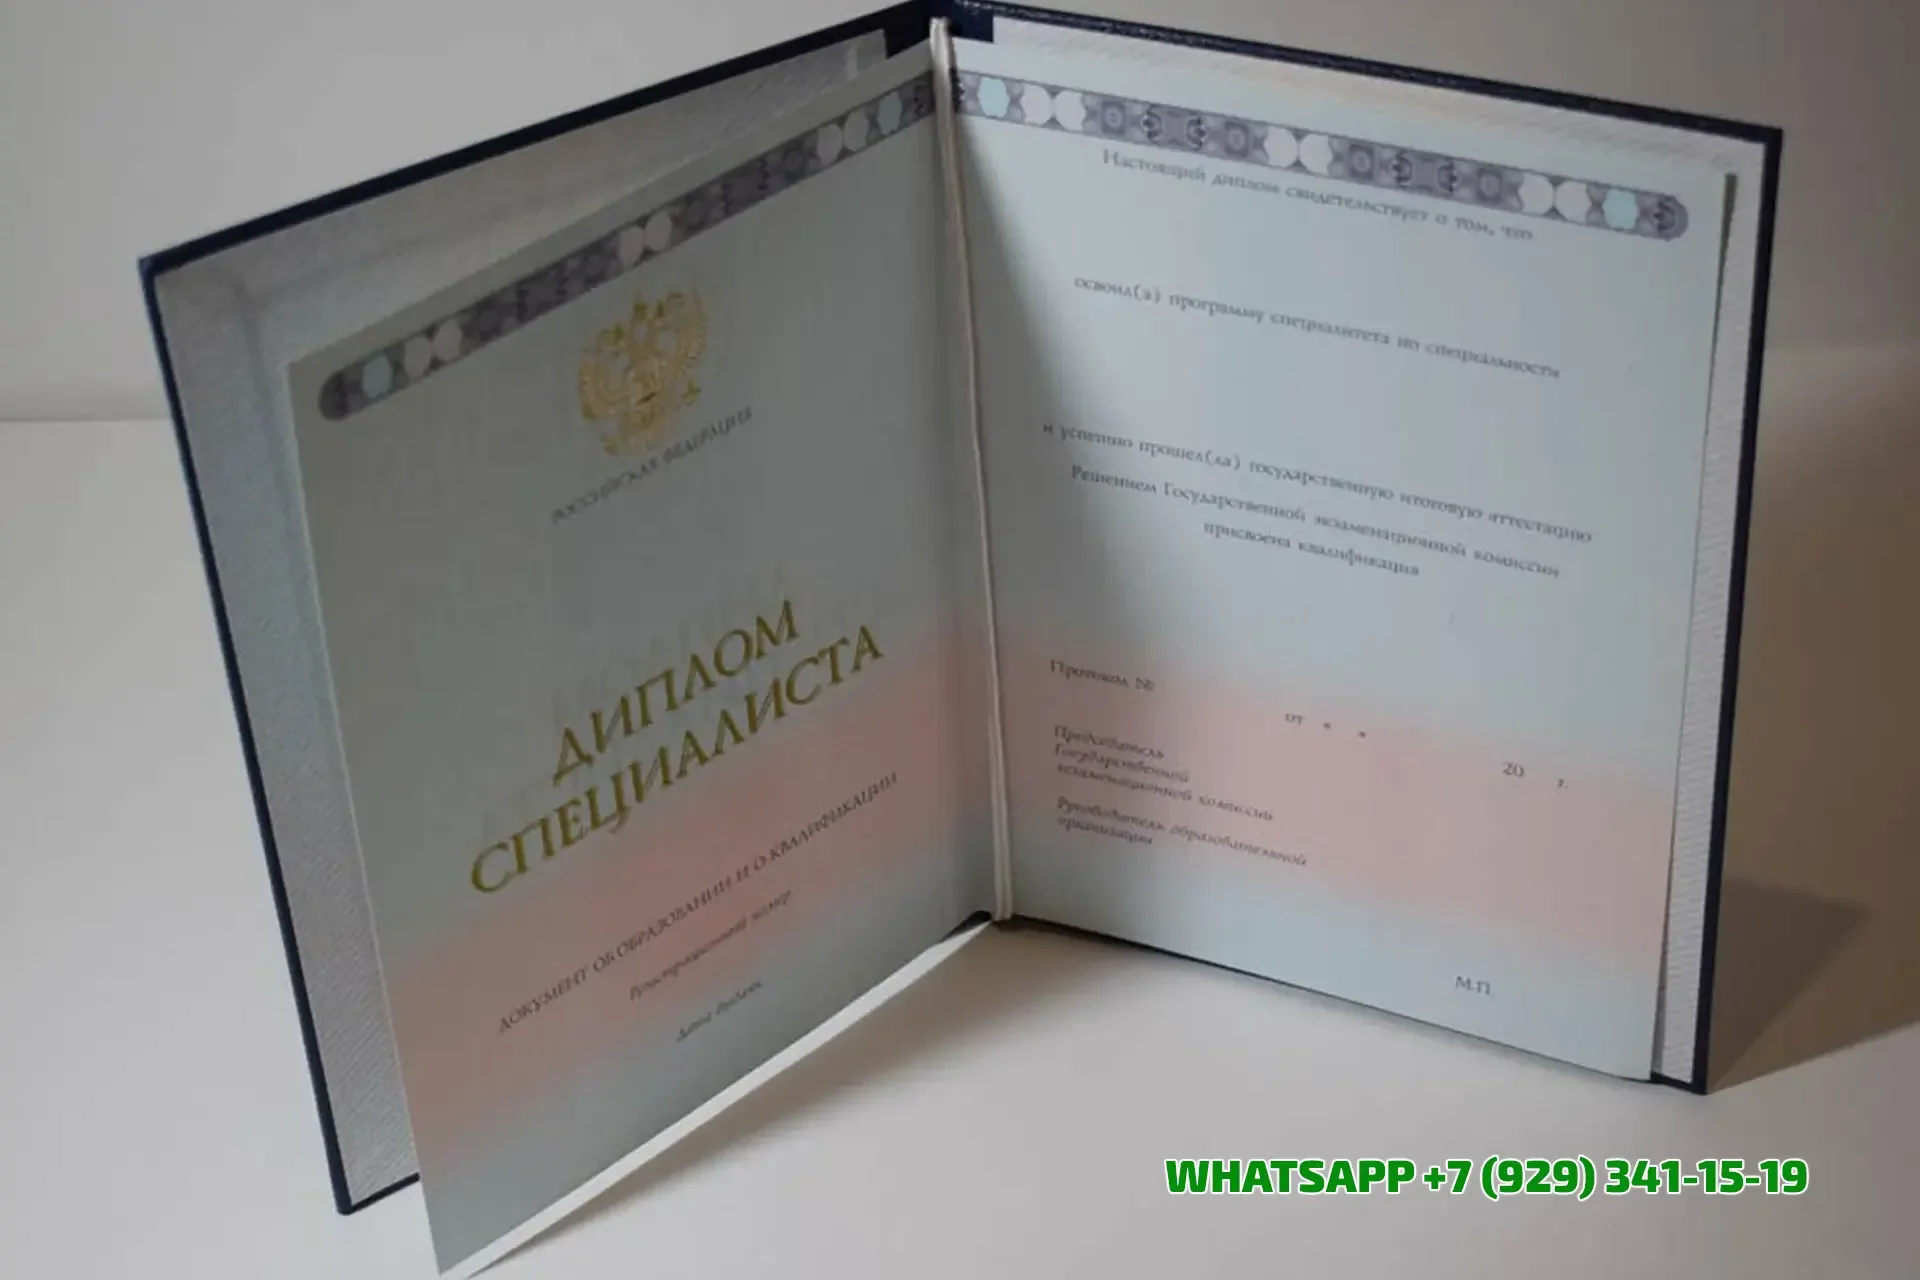 РОССИЙСКАЯ ФЕДЕРАЦИЯ
ДИПЛОМ
СПЕЦИАЛИСТА
ДОКУМЕНТ ОБ ОБРАЗОВАНИИ И О КВАЛИФИКАЦИИ
Регистрационный номер
Дата выдачи
Настоящий диплом свидетельствует о том, что
освоил(а) программу специалитета по специальности
и успешно прошел(ла) государственную итоговую аттестацию
Решением Государственной экзаменационной комиссии
присвоена квалификация
Протокол №
от « » 20 г.
Председатель
Государственной
экзаменационной комиссии
Руководитель образовательной
организации
М.П.
WHATSAPP +7 (929) 341-15-19